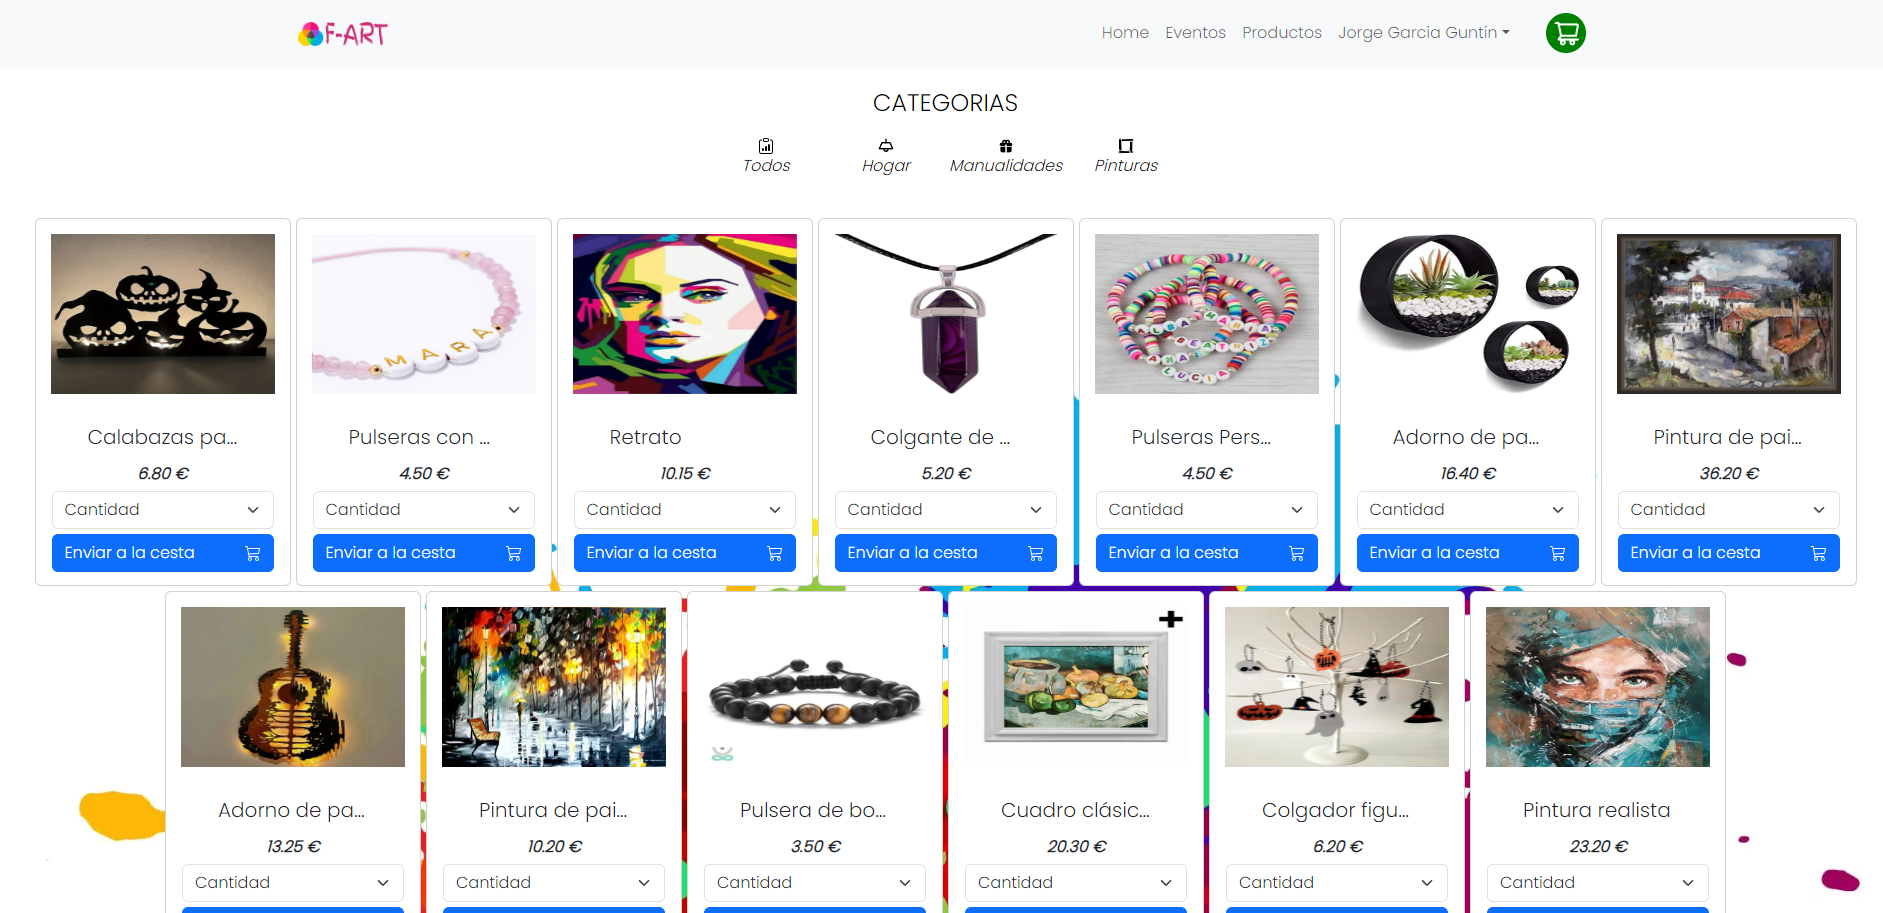 F-ART
Home Eventos Productos Jorge Garcia Guntin
CATEGORIAS
Todos Hogar Manualidades Pinturas
MARA
NARA
BEATRIZ
ANA
LUCIA
Calabazas pa... Pulseras con ... Retrato Colgante de ... Pulseras Pers... Adorno de pa... Pintura de pai...
6.80 € 4.50 € 10.15 € 5.20 € 4.50 € 16.40 € 36.20 €
Cantidad Cantidad Cantidad Cantidad Cantidad Cantidad Cantidad
Enviar a la cesta Enviar a la cesta Enviar a la cesta Enviar a la cesta Enviar a la cesta Enviar a la cesta Enviar a la cesta
Adorno de pa... Pintura de pai... Pulsera de bo... Cuadro clásic... Colgador figu... Pintura realista
13.25 € 10.20 € 3.50 € 20.30 € 6.20 € 23.20 €
Cantidad Cantidad Cantidad Cantidad Cantidad Cantidad